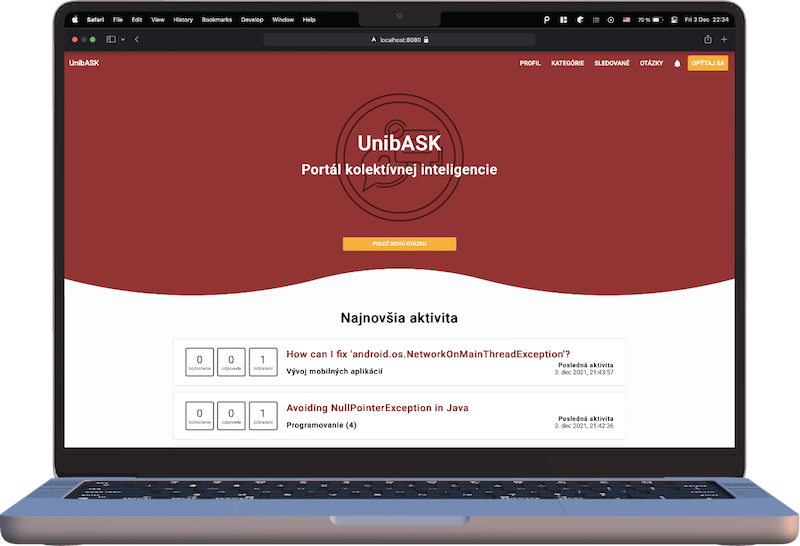 Safari File Edit View History Bookmarks Develop Window Help 70 % Fri 3 Dec 22:34
localhost:8080
UnibASK PROFIL KATEGÓRIE SLEDOVANÉ OTÁZKY OPÝTAJ SA
UnibASK
Portál kolektívnej inteligencie
POLOŽ NOVÚ OTÁZKU
Najnovšia aktivita
0 0 1 How can I fix 'android.os.NetworkOnMainThreadException'?
hodnotenie odpovede zobrazení Vývoj mobilných aplikácií
Posledná aktivita
3. dec 2021, 21:43:57
0 0 1 Avoiding NullPointerException in Java
hodnotenie odpovede zobrazení Programovanie (4)
Posledná aktivita
3. dec 2021, 21:42:36